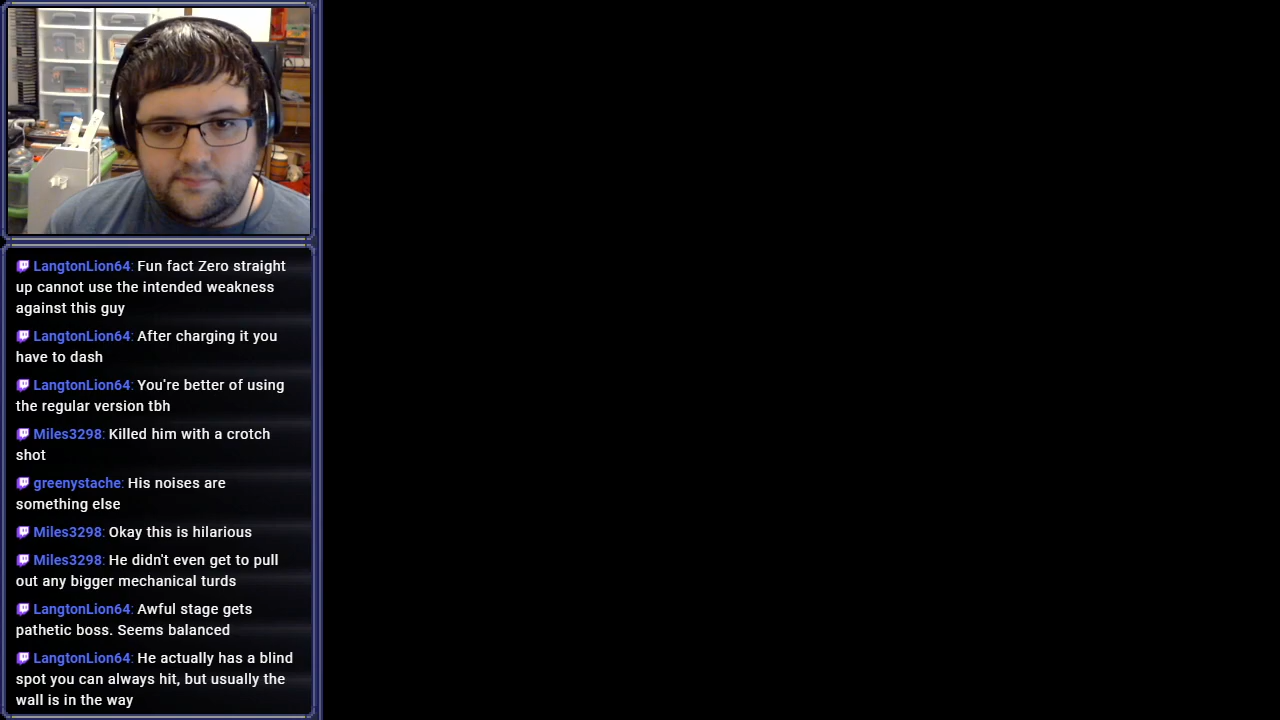 LangtonLion64: Fun fact Zero straight
up cannot use the intended weakness
against this guy
LangtonLion64: After charging it you
have to dash
LangtonLion64: You're better of using
the regular version tbh
Miles3298: Killed him with a crotch
shot
greenystache: His noises are
something else
Miles3298: Okay this is hilarious
Miles3298: He didn't even get to pull
out any bigger mechanical turds
LangtonLion64: Awful stage gets
pathetic boss. Seems balanced
LangtonLion64: He actually has a blind
spot you can always hit, but usually the
wall is in the way